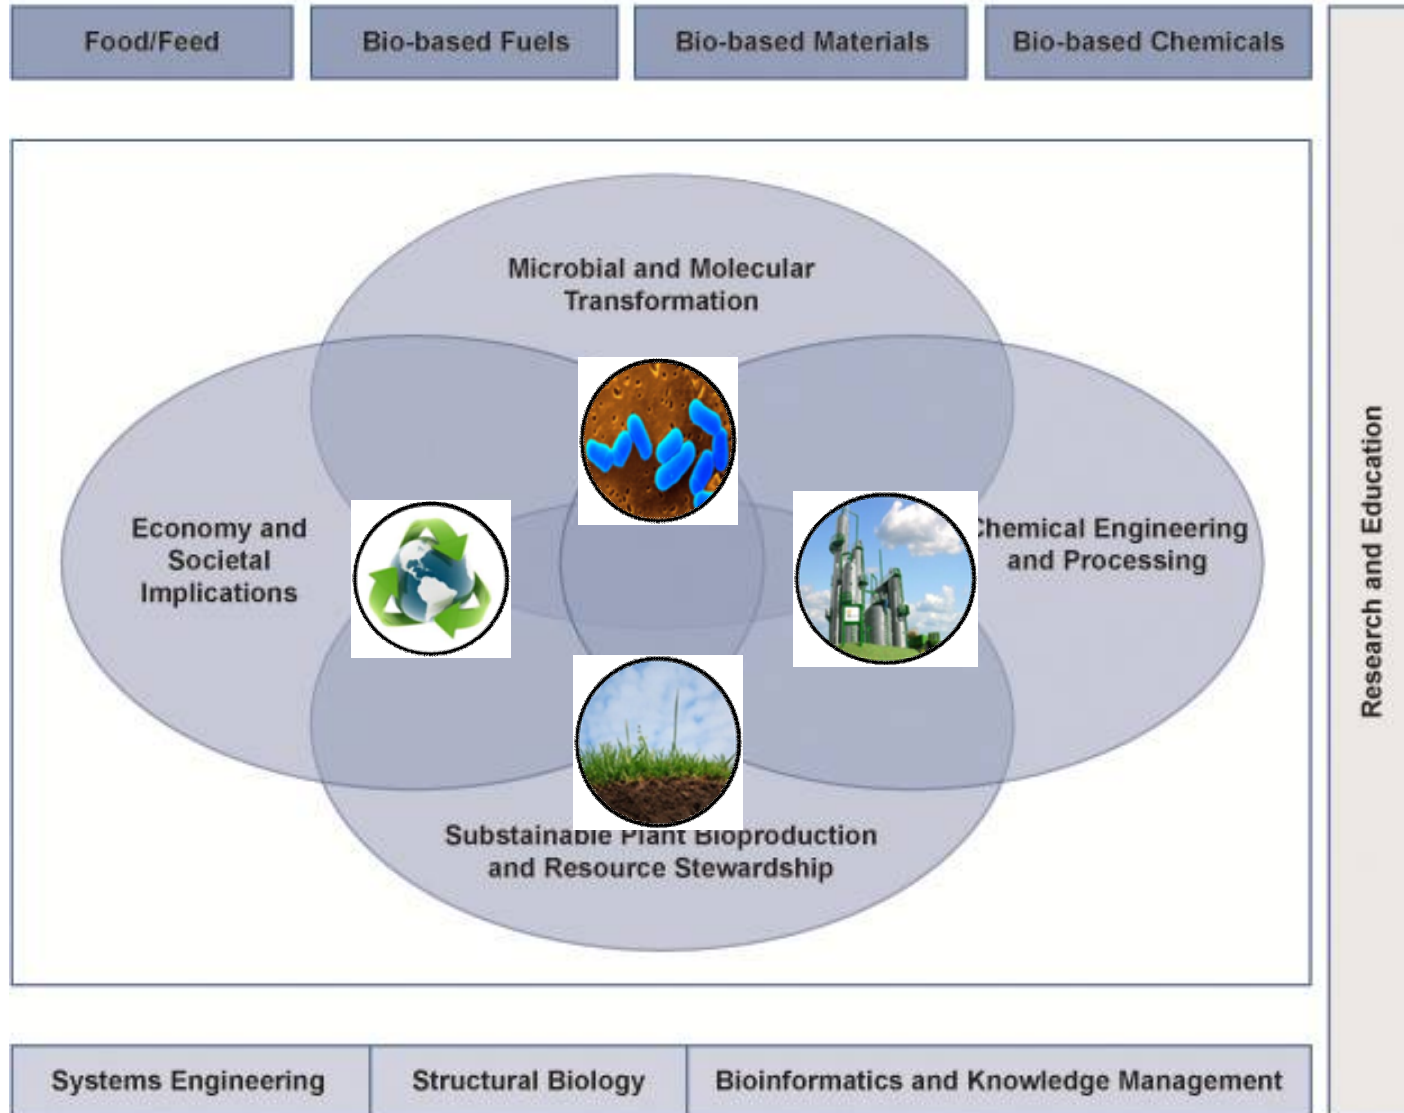 Food/Feed
Bio-based Fuels
Bio-based Materials
Bio-based Chemicals
Microbial and Molecular
Transformation
Economy and
Societal
Implications
Chemical Engineering
and Processing
Substainable Plant Bioproduction
and Resource Stewardship
Research and Education
Systems Engineering
Structural Biology
Bioinformatics and Knowledge Management